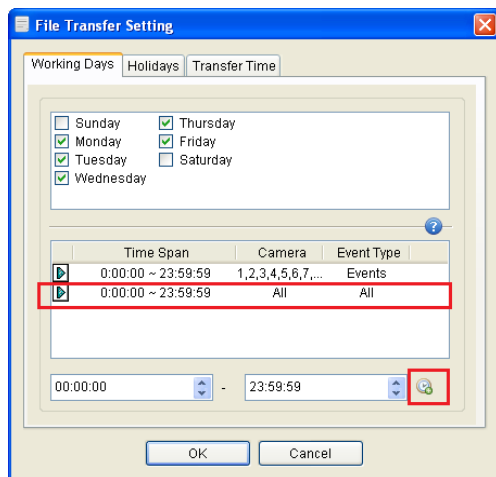 File Transfer Setting
Working Days Holidays Transfer Time
Sunday Thursday
Monday Friday
Tuesday Saturday
Wednesday
?
Time Span Camera Event Type
0:00:00 ~ 23:59:59 1,2,3,4,5,6,7,... Events
0:00:00 ~ 23:59:59 All All
00:00:00 - 23:59:59
OK Cancel